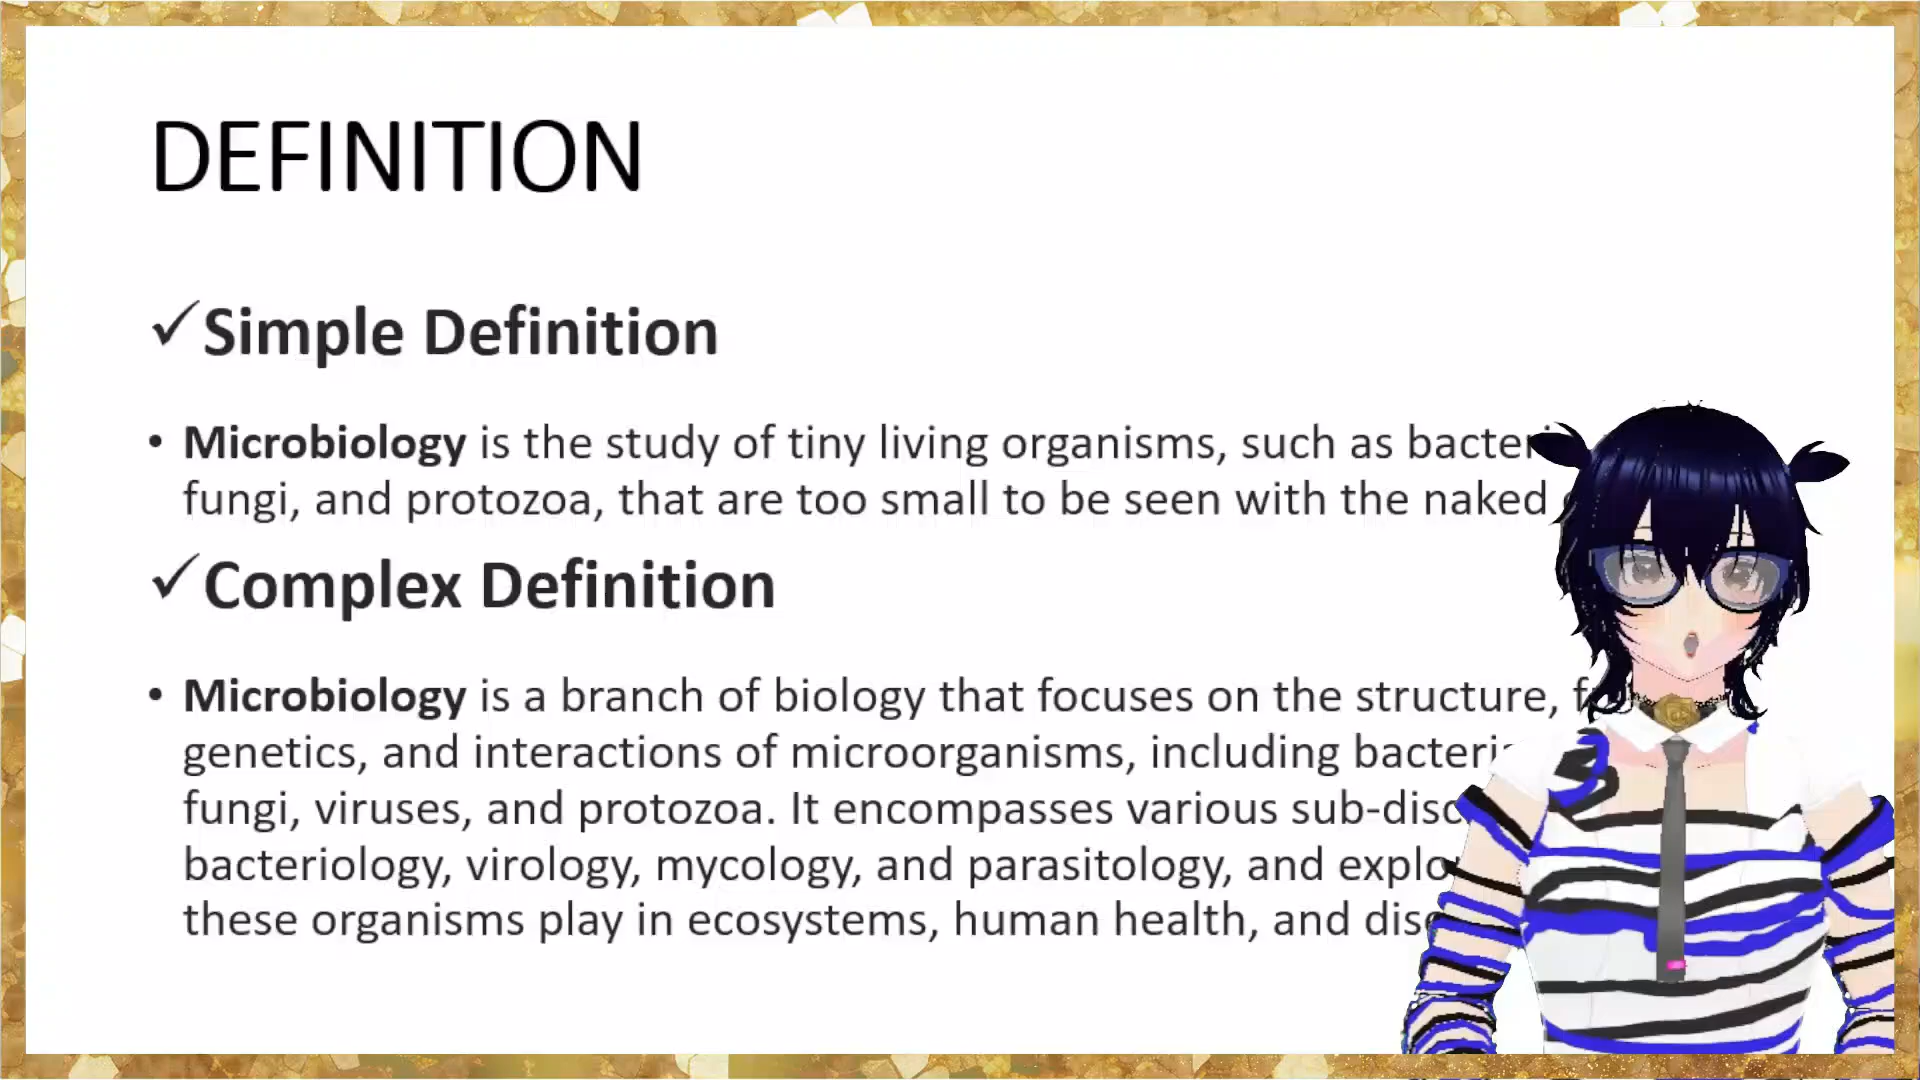 DEFINITION
✓Simple Definition
• Microbiology is the study of tiny living organisms, such as
fungi, and protozoa, that are too small to be seen with the naked
✓Complex Definition
• Microbiology is a branch of biology that focuses on the structure,
genetics, and interactions of microorganisms, including
fungi, viruses, and protozoa. It encompasses various
bacteriology, virology, mycology, and parasitology, and
these organisms play in ecosystems, human health, and